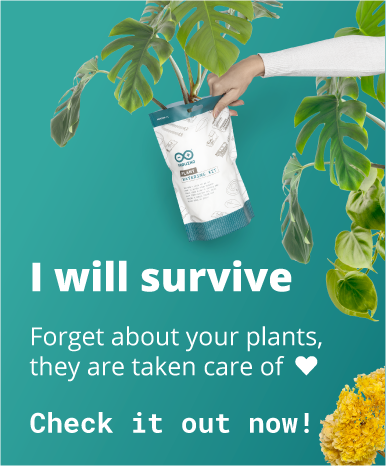 ARDUINO
PLANT
WATERING KIT
I will survive
Forget about your plants,
they are taken care of
Check it out now!